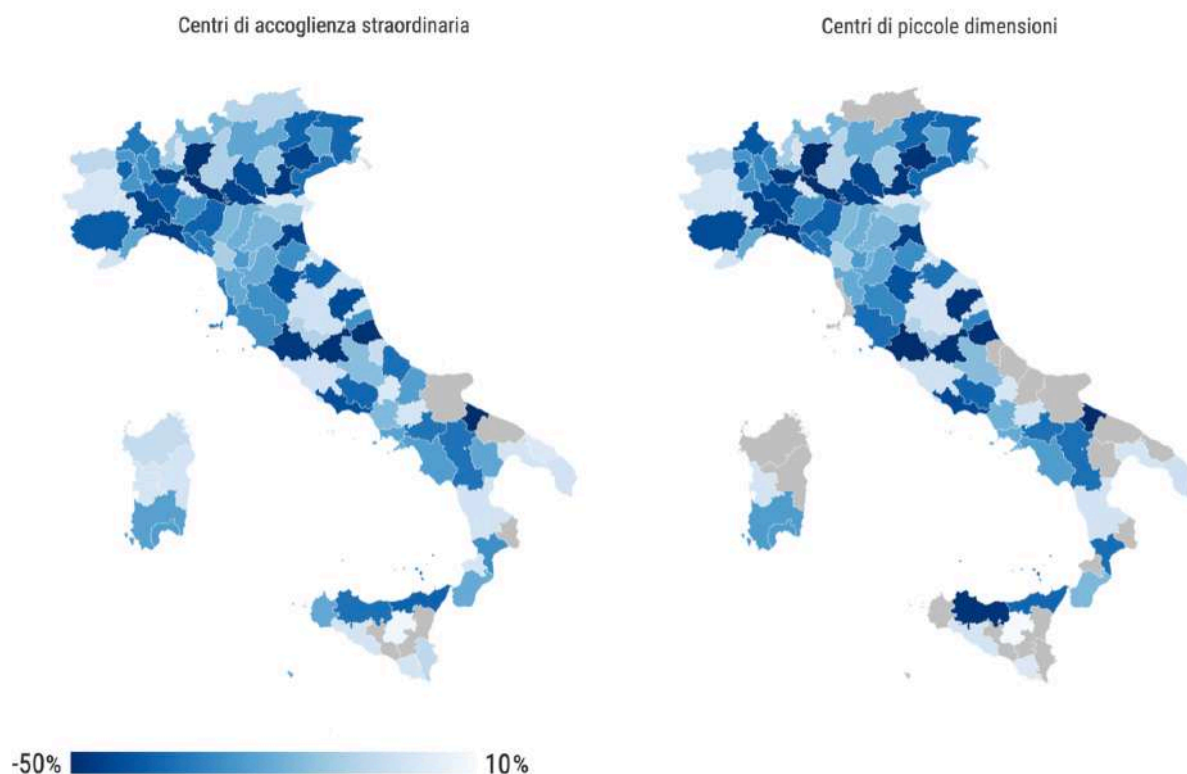 Centri di accoglienza straordinaria
Centri di piccole dimensioni
-50%
10%